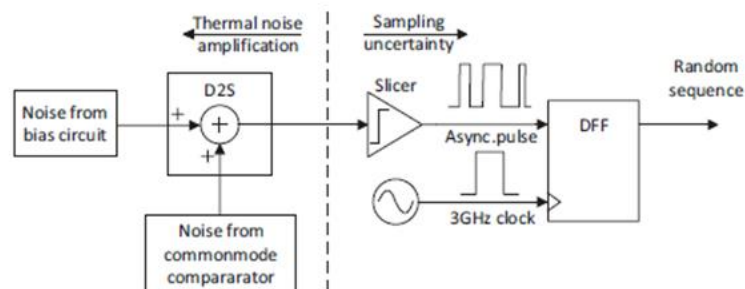 Thermal noise
amplification
Sampling
uncertainty
D2S
Slicer
Random
sequence
Noise from
bias circuit
+
+
+
Async.pulse
DFF
3GHz clock
Noise from
commonmode
compararator